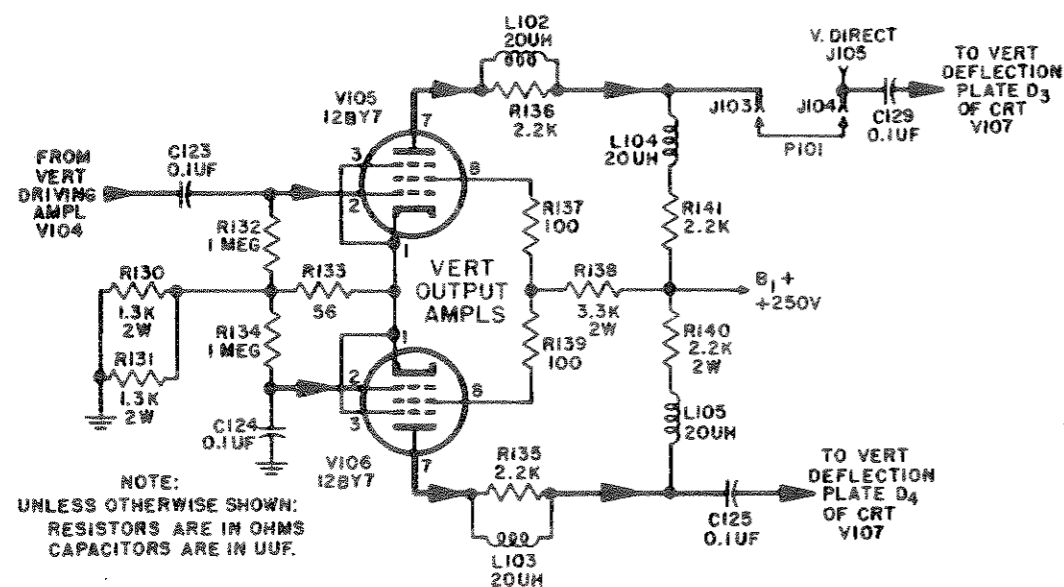 L102
20UH
V. DIRECT
J105
TO VERT
DEFLECTION
PLATE D3
OF CRT
V107
V105
12BY7
7
R136
2.2K
J103
J104
C129
0.1UF
P101
L104
20UH
FROM
VERT
DRIVING
AMPL
V104
C123
0.1UF
3
2
8
1
R132
1 MEG
R137
100
R141
2.2K
R130
1.3K
2W
R133
56
VERT
OUTPUT
AMPLS
R138
3.3K
2W
B1+
+250V
R134
1 MEG
R131
1.3K
2W
1
R139
100
R140
2.2K
2W
2
3
8
C124
0.1UF
L105
20UH
V106
12BY7
7
R135
2.2K
L103
20UH
C125
0.1UF
TO VERT
DEFLECTION
PLATE D4
OF CRT
V107
NOTE:
UNLESS OTHERWISE SHOWN:
RESISTORS ARE IN OHMS
CAPACITORS ARE IN UUF.